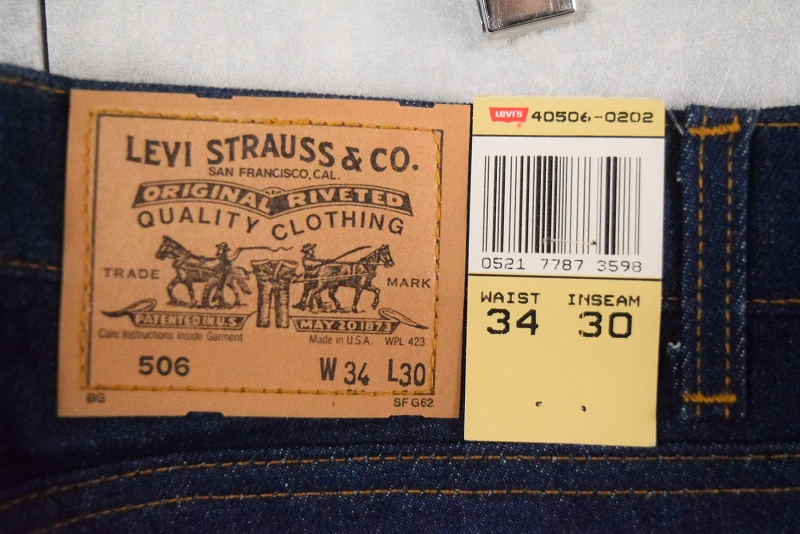 LEVI STRAUSS & CO.
SAN FRANCISCO, CAL.
ORIGINAL RIVETED
QUALITY CLOTHING
TRADE MARK
PATENTED IN U.S. MAY 20 1873
Care Instructions Inside Garment Made in U.S.A. WPL 423
506 W 34 L30
BG SF G62
LEVI'S 40506-0202
0521 7787 3598
WAIST INSEAM
34 30